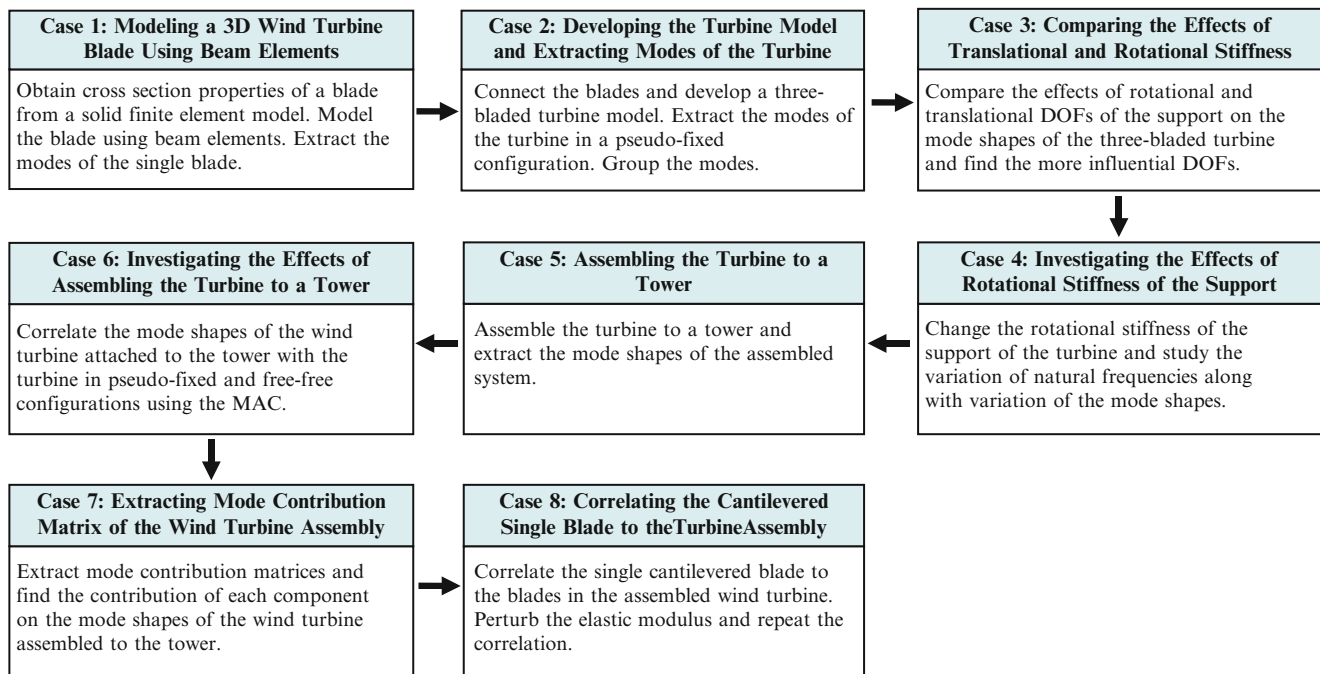 Case 1: Modeling a 3D Wind Turbine
Blade Using Beam Elements
Obtain cross section properties of a blade
from a solid finite element model. Model
the blade using beam elements. Extract the
modes of the single blade.
Case 2: Developing the Turbine Model
and Extracting Modes of the Turbine
Connect the blades and develop a three-
bladed turbine model. Extract the modes of
the turbine in a pseudo-fixed
configuration. Group the modes.
Case 3: Comparing the Effects of
Translational and Rotational Stiffness
Compare the effects of rotational and
translational DOFs of the support on the
mode shapes of the three-bladed turbine
and find the more influential DOFs.
Case 4: Investigating the Effects of
Rotational Stiffness of the Support
Change the rotational stiffness of the
support of the turbine and study the
variation of natural frequencies along
with variation of the mode shapes.
Case 5: Assembling the Turbine to a
Tower
Assemble the turbine to a tower and
extract the mode shapes of the assembled
system.
Case 6: Investigating the Effects of
Assembling the Turbine to a Tower
Correlate the mode shapes of the wind
turbine attached to the tower with the
turbine in pseudo-fixed and free-free
configurations using the MAC.
Case 7: Extracting Mode Contribution
Matrix of the Wind Turbine Assembly
Extract mode contribution matrices and
find the contribution of each component
on the mode shapes of the wind turbine
assembled to the tower.
Case 8: Correlating the Cantilevered
Single Blade to theTurbineAssembly
Correlate the single cantilevered blade to
the blades in the assembled wind turbine.
Perturb the elastic modulus and repeat the
correlation.